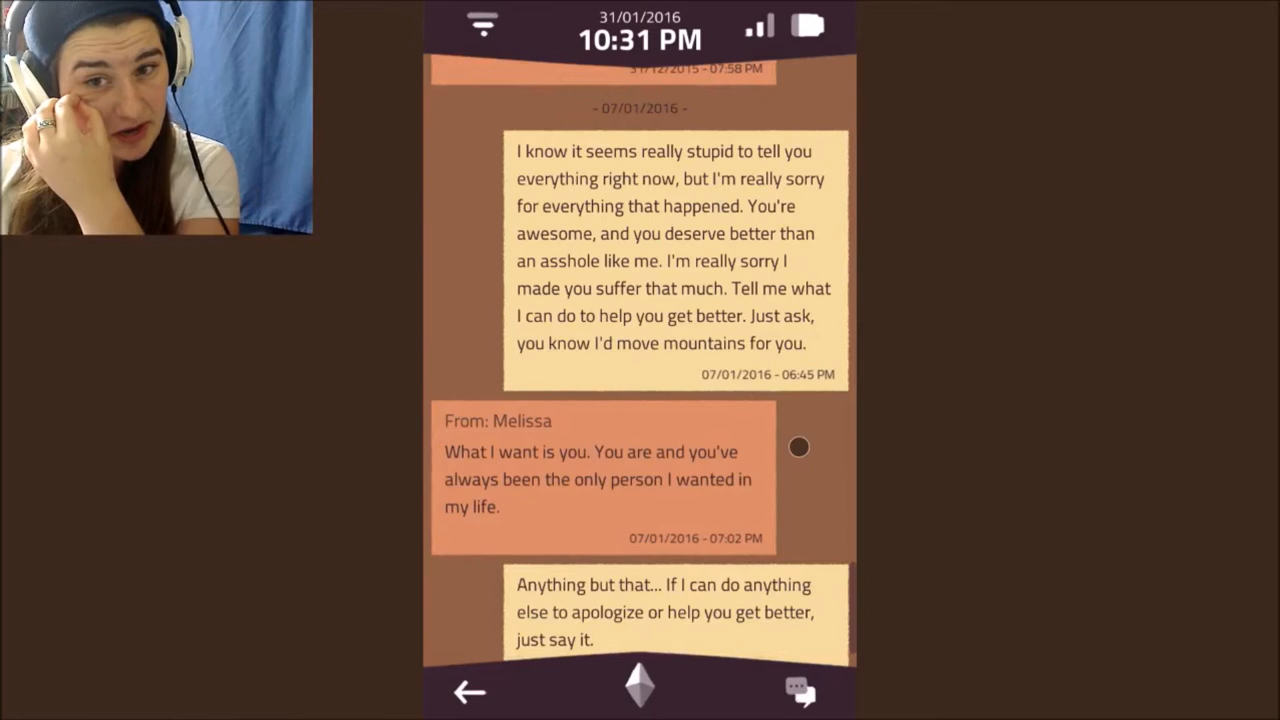 31/01/2016
10:31 PM
31/12/2015 - 07:58 PM
- 07/01/2016 -
I know it seems really stupid to tell you
everything right now, but I'm really sorry
for everything that happened. You're
awesome, and you deserve better than
an asshole like me. I'm really sorry I
made you suffer that much. Tell me what
I can do to help you get better. Just ask,
you know I'd move mountains for you.
07/01/2016 - 06:45 PM
From: Melissa
What I want is you. You are and you've
always been the only person I wanted in
my life.
07/01/2016 - 07:02 PM
Anything but that... If I can do anything
else to apologize or help you get better,
just say it.